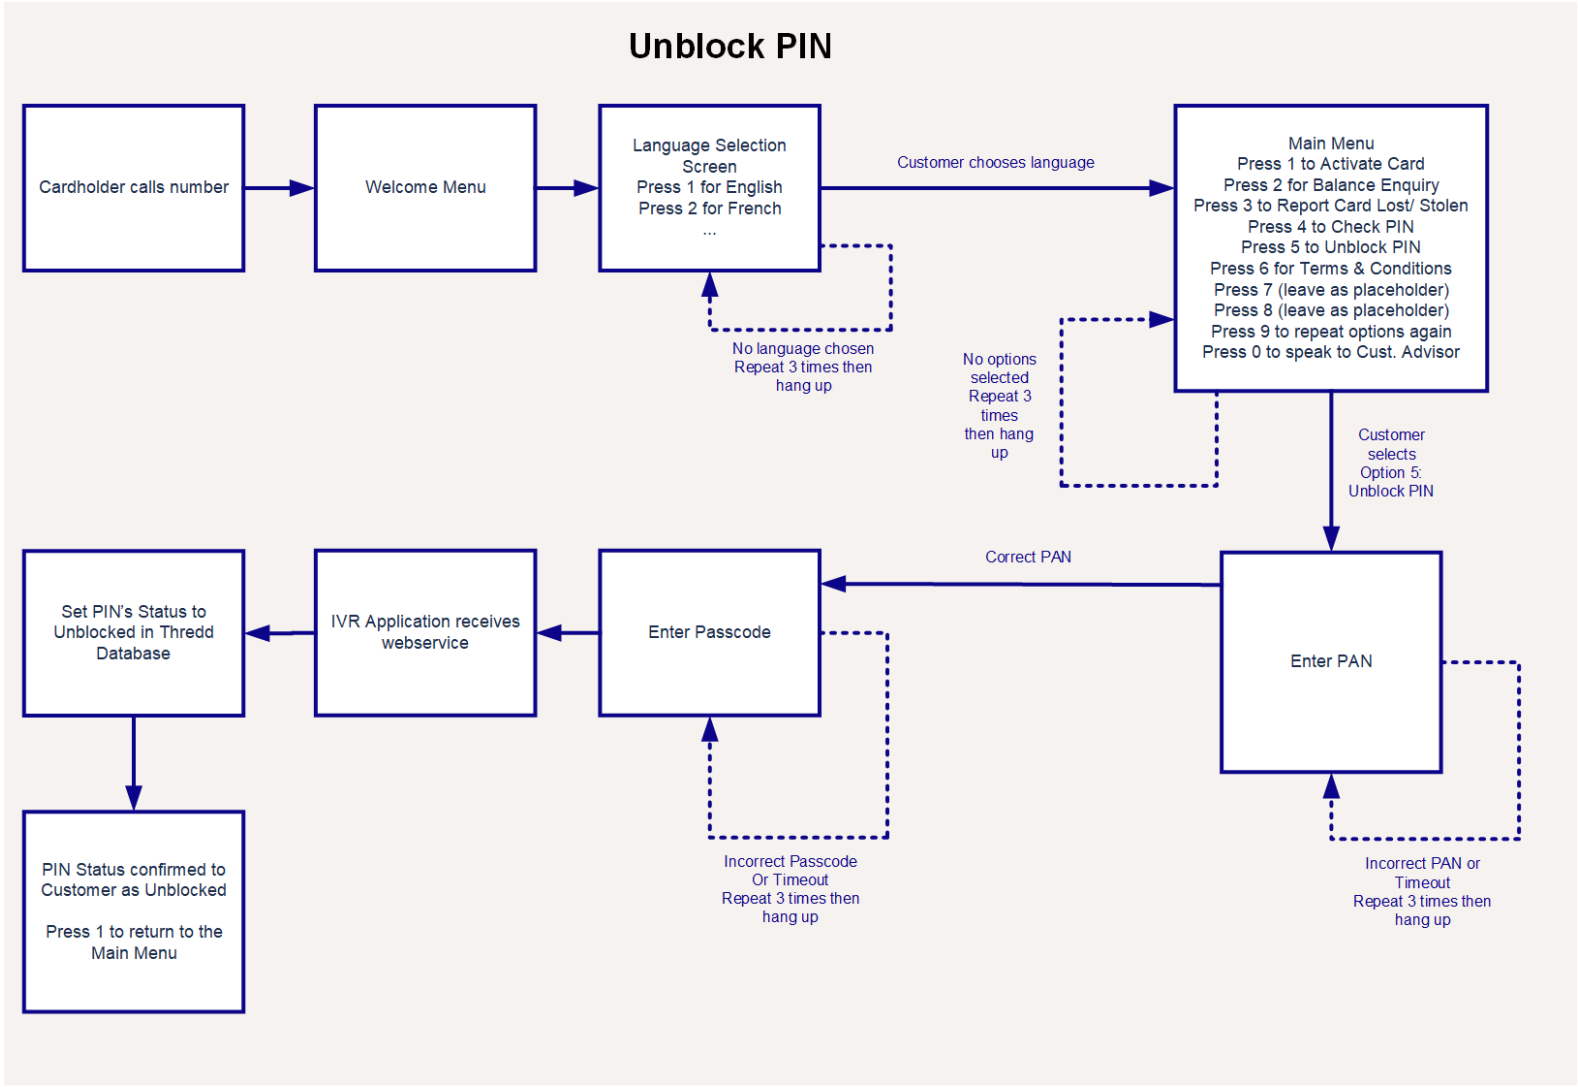 Unblock PIN
Cardholder calls number
Welcome Menu
Language Selection
Screen
Press 1 for English
Press 2 for French
...
Customer chooses language
Main Menu
Press 1 to Activate Card
Press 2 for Balance Enquiry
Press 3 to Report Card Lost/ Stolen
Press 4 to Check PIN
Press 5 to Unblock PIN
Press 6 for Terms & Conditions
Press 7 (leave as placeholder)
Press 8 (leave as placeholder)
Press 9 to repeat options again
Press 0 to speak to Cust. Advisor
No language chosen
Repeat 3 times then
hang up
No options
selected
Repeat 3
times
then hang
up
Customer
selects
Option 5:
Unblock PIN
Enter PAN
Incorrect PAN or
Timeout
Repeat 3 times then
hang up
Correct PAN
Enter Passcode
Incorrect Passcode
Or Timeout
Repeat 3 times then
hang up
IVR Application receives
webservice
Set PIN's Status to
Unblocked in Thredd
Database
PIN Status confirmed to
Customer as Unblocked
Press 1 to return to the
Main Menu